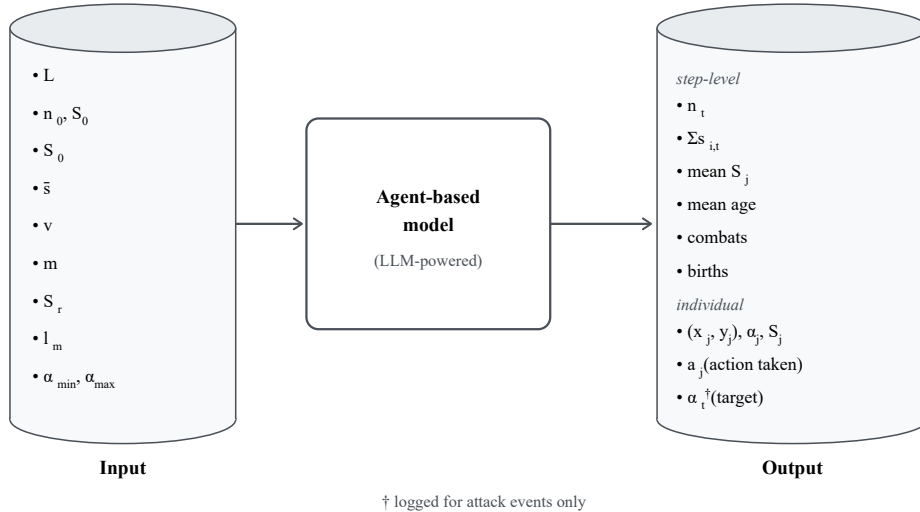 • L
• n 0, S0
• S 0
• s̄
• v
• m
• S r
• l m
• α min, αmax
Input
Agent-based
model
(LLM-powered)
step-level
• n t
• Σs i,t
• mean S j
• mean age
• combats
• births
individual
• (x j, yj), αj, Sj
• a j(action taken)
• α t†(target)
Output
† logged for attack events only